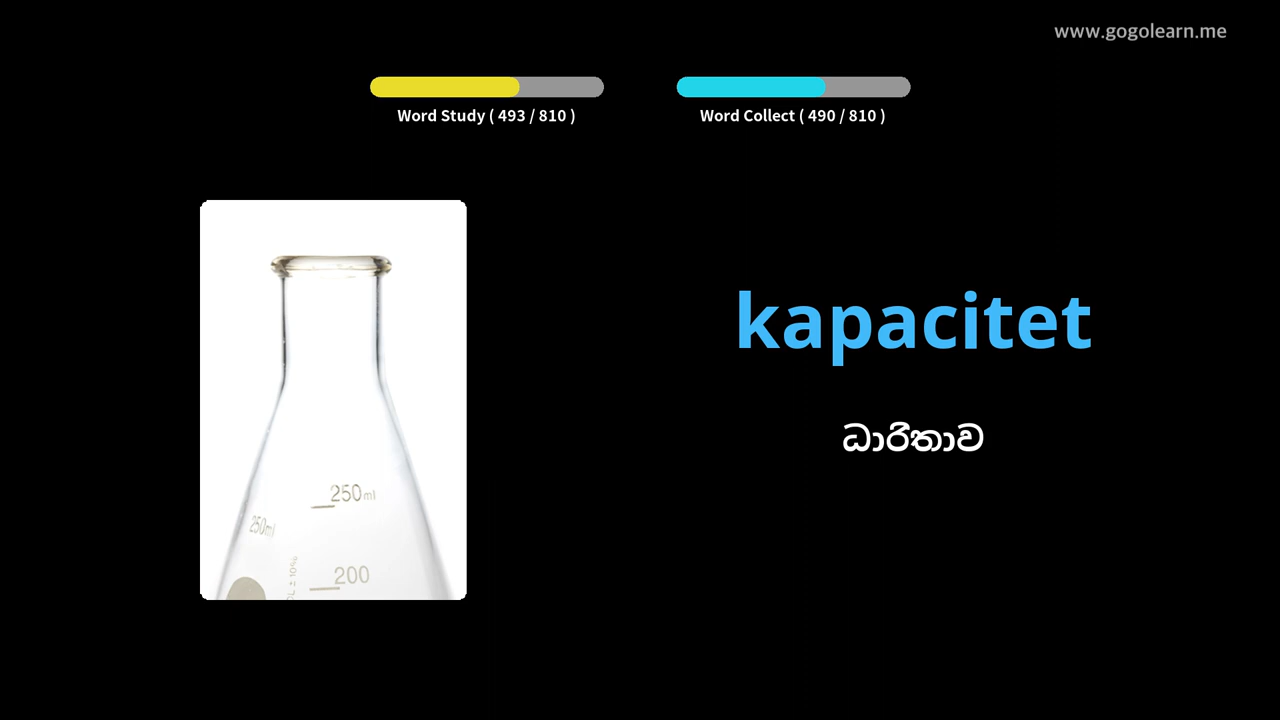 www.gogolearn.me
Word Study ( 493 / 810 )
Word Collect ( 490 / 810 )
kapacitet
ධාරිතාව
250ml
250ml
200